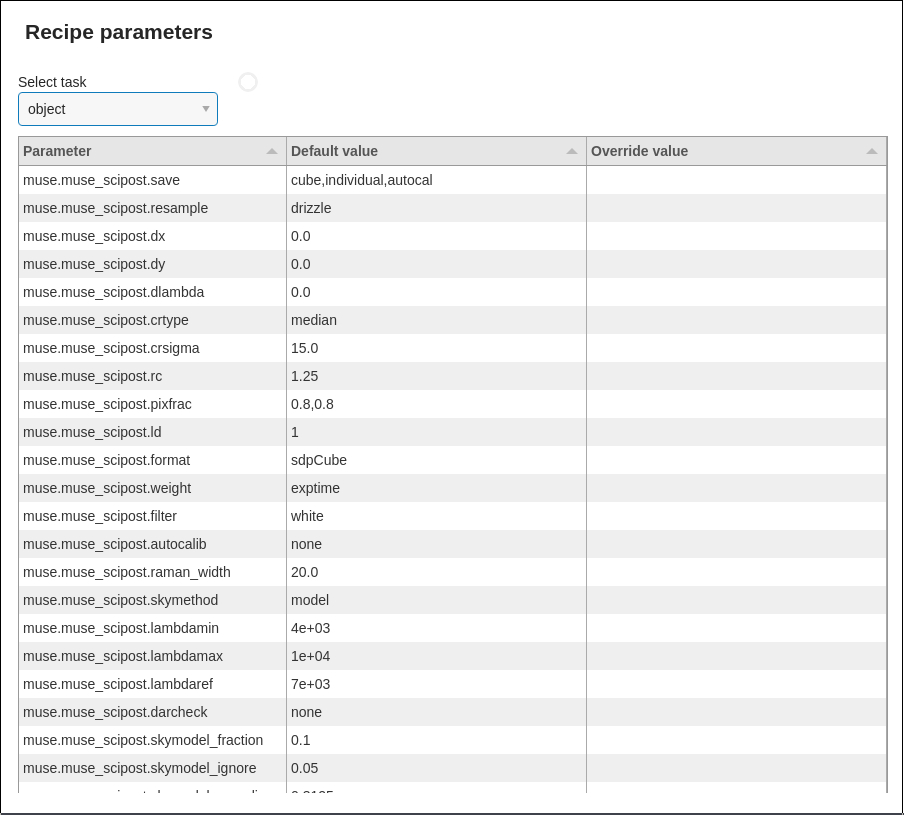 Recipe parameters
Select task
object
Parameter Default value Override value
muse.muse_scipost.save cube,individual,autocal
muse.muse_scipost.resample drizzle
muse.muse_scipost.dx 0.0
muse.muse_scipost.dy 0.0
muse.muse_scipost.dlambda 0.0
muse.muse_scipost.crtype median
muse.muse_scipost.crsigma 15.0
muse.muse_scipost.rc 1.25
muse.muse_scipost.pixfrac 0.8,0.8
muse.muse_scipost.ld 1
muse.muse_scipost.format sdpCube
muse.muse_scipost.weight exptime
muse.muse_scipost.filter white
muse.muse_scipost.autocalib none
muse.muse_scipost.raman_width 20.0
muse.muse_scipost.skymethod model
muse.muse_scipost.lambdamin 4e+03
muse.muse_scipost.lambdamax 1e+04
muse.muse_scipost.lambdaref 7e+03
muse.muse_scipost.darcheck none
muse.muse_scipost.skymodel_fraction 0.1
muse.muse_scipost.skymodel_ignore 0.05